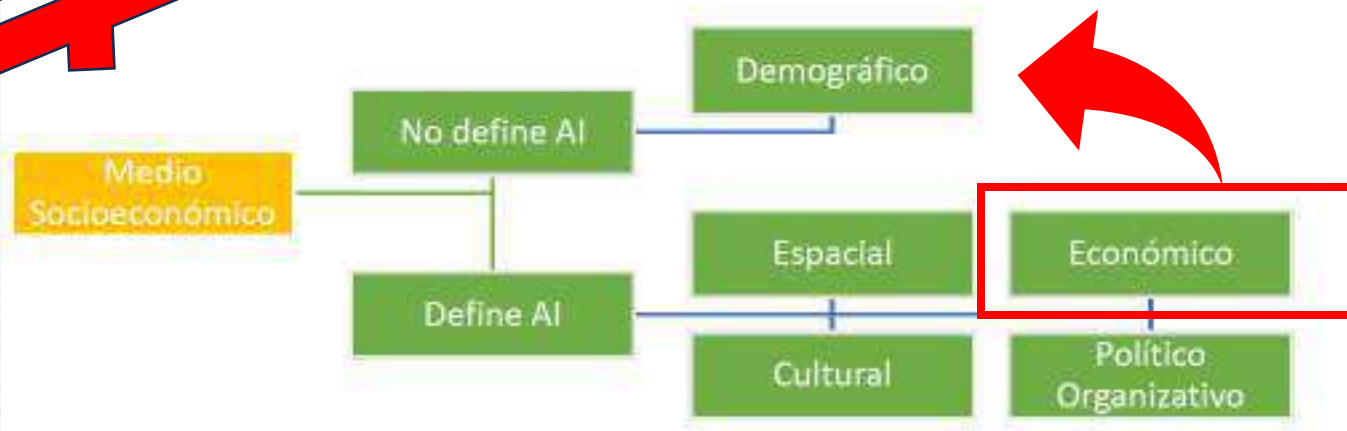 Demográfico
No define AI
Medio
Socioeconómico
Espacial
Económico
Define AI
Cultural
Político
Organizativo